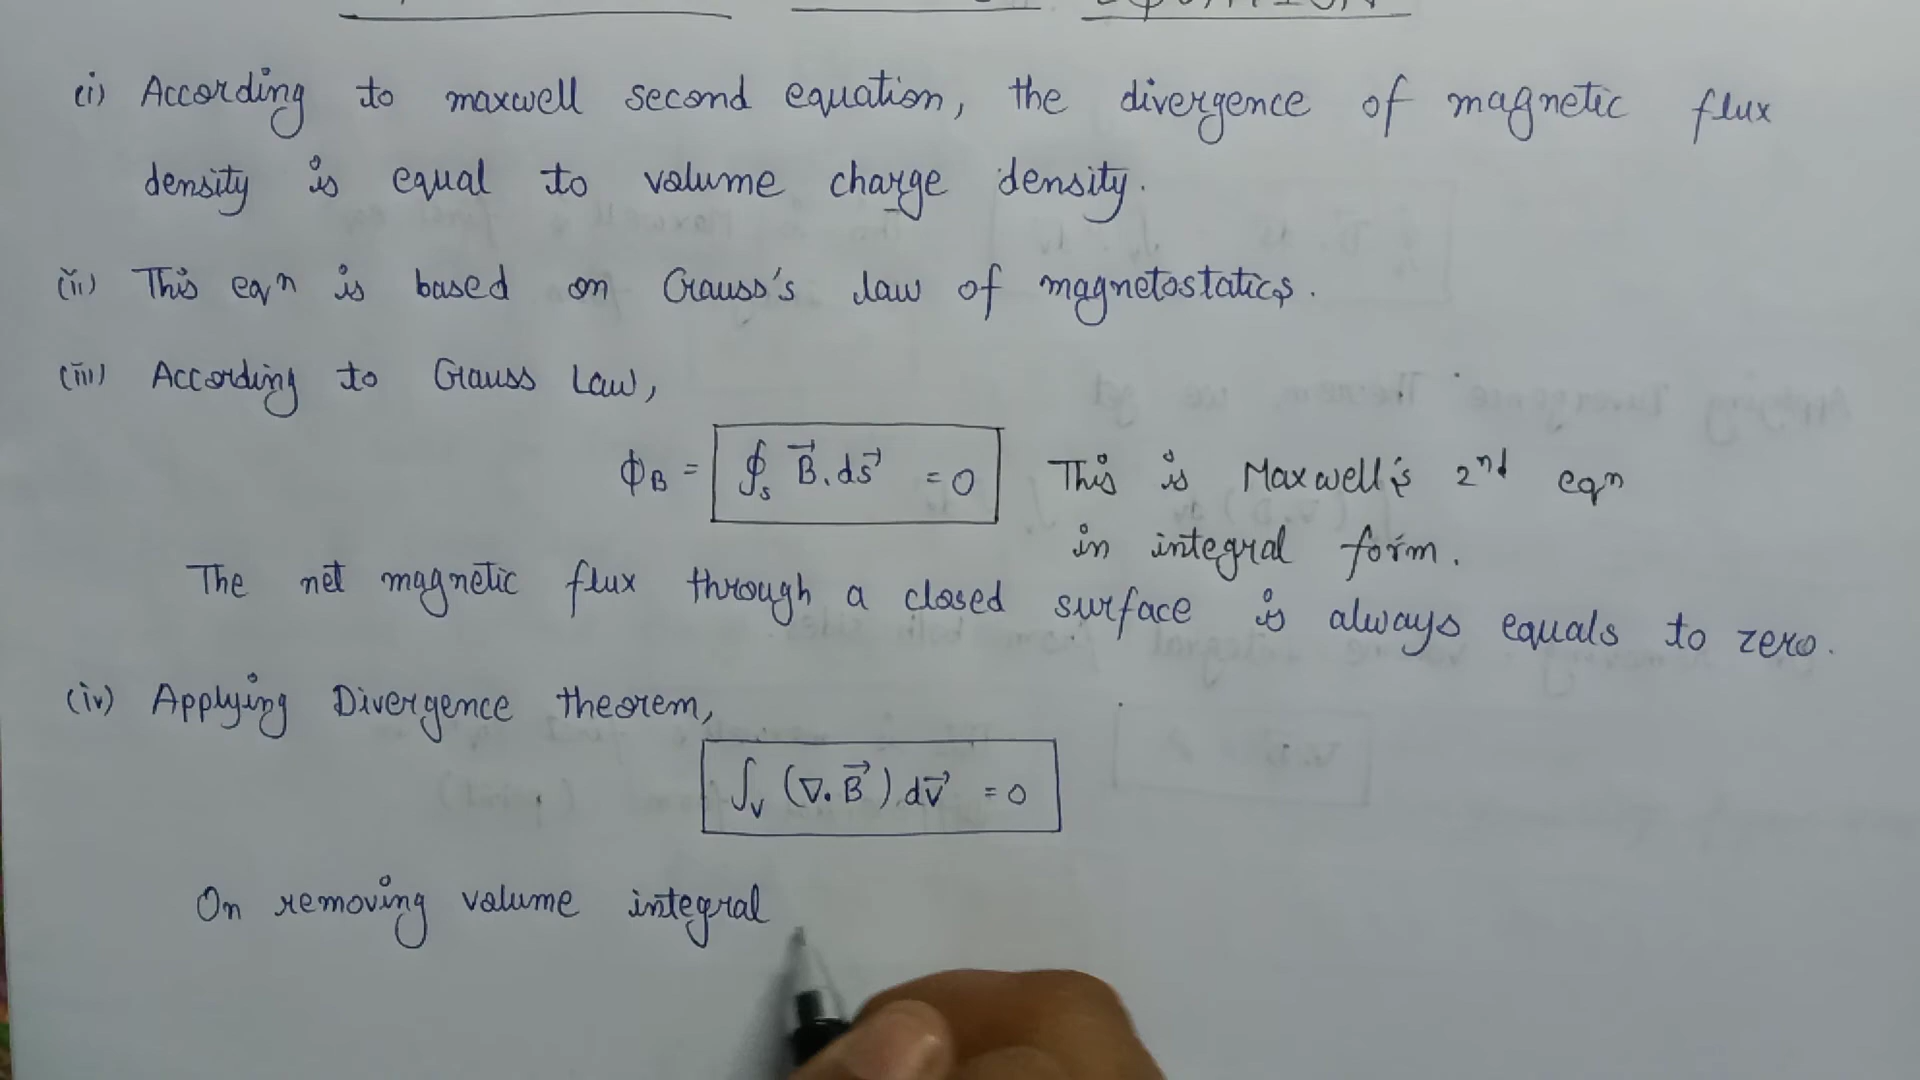 (i) According to maxwell second equation, the divergence of magnetic flux
density is equal to volume charge density.
(ii) This eqn is based on Gauss's law of magnetostatics.
(iii) According to Gauss Law,
ϕB = ∮s B⃗.ds⃗ = 0 This is Maxwell's 2nd eqn
in integral form.
The net magnetic flux through a closed surface is always equals to zero.
(iv) Applying Divergence theorem,
∫v (∇.B⃗).dv⃗ = 0
On removing volume integral